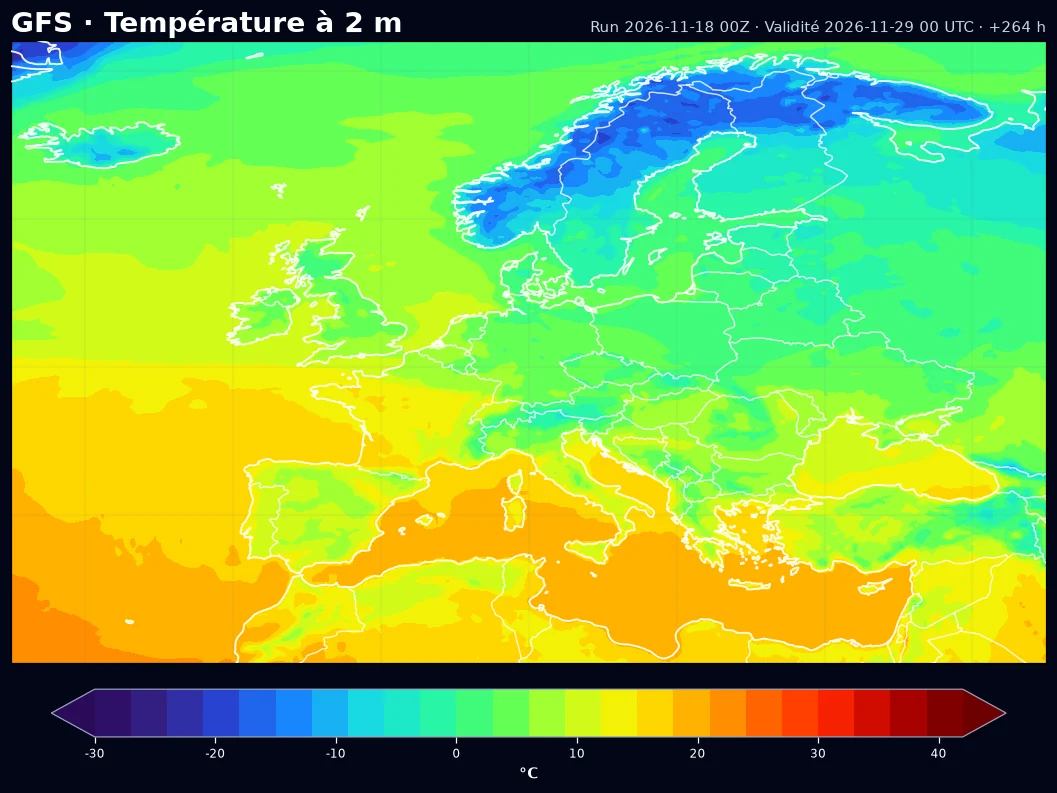 GFS · Température à 2 m
Run 2026-11-18 00Z · Validité 2026-11-29 00 UTC · +264 h
-30 -20 -10 0 10 20 30 40
°C